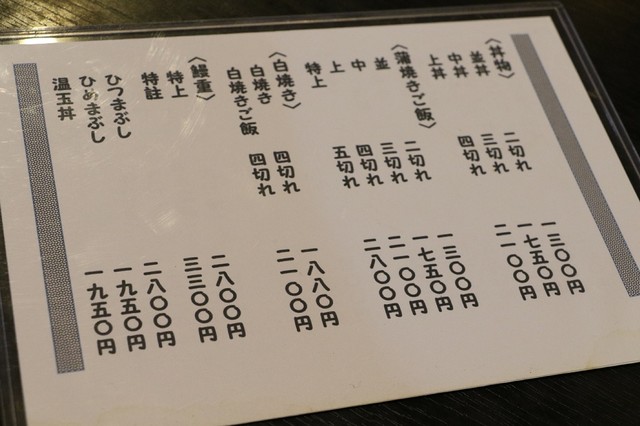 〈丼物〉
並丼 二切れ 一三〇〇円
中丼 三切れ 一七五〇円
上丼 四切れ 二一〇〇円
〈蒲焼きご飯〉
並 二切れ 一三〇〇円
中 三切れ 一七五〇円
上 四切れ 二一〇〇円
特上 五切れ 二八〇〇円
〈白焼き〉
白焼き 四切れ 一八八〇円
白焼きご飯 四切れ 二一〇〇円
〈鰻重〉
特上 二八〇〇円
特註 三三〇〇円
ひつまぶし 二八〇〇円
ひめまぶし 一九五〇円
温玉丼 一九五〇円